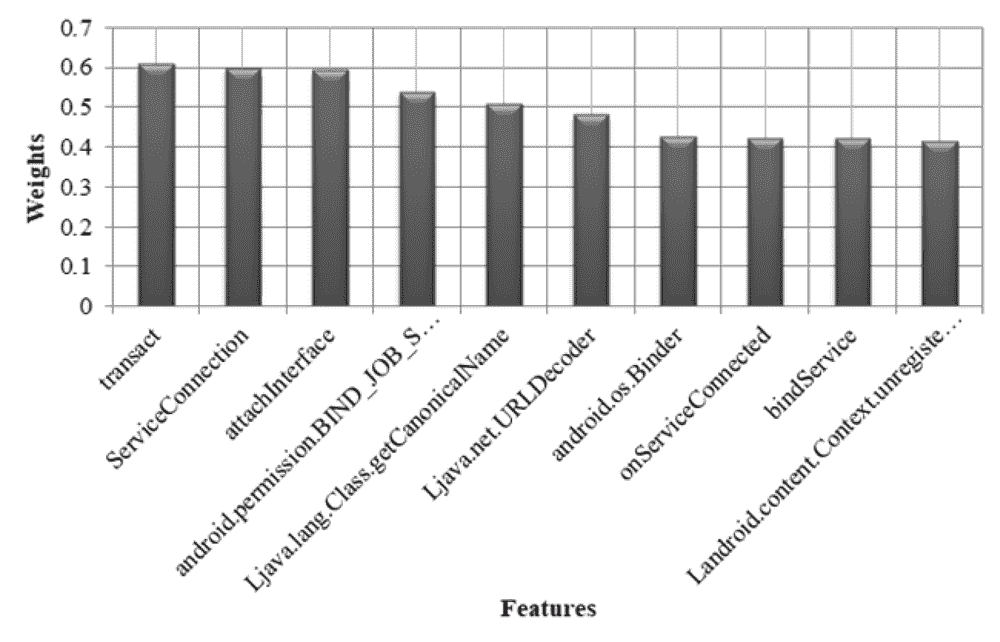 0.7
0.6
0.5
0.4
0.3
0.2
0.1
0
Weights
transact
ServiceConnection
attachInterface
android.permission.BIND_JOB_S…
Ljava.lang.Class.getCanonicalName
Ljava.net.URLDecoder
android.os.Binder
onServiceConnected
bindService
Landroid.content.Context.unregiste…
Features